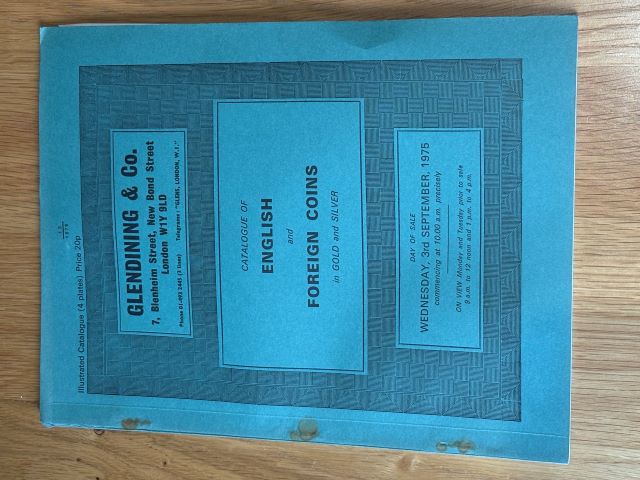 Illustrated Catalogue (4 plates) Price 20p
GLENDINING & Co.
7, Blenheim Street, New Bond Street
London W1Y 9LD
Phone 01-493 2445 (3 lines) Telegrams: "GLENS, LONDON, W.1."
CATALOGUE OF
ENGLISH
and
FOREIGN COINS
in GOLD and SILVER
DAY OF SALE
WEDNESDAY, 3rd SEPTEMBER, 1975
commencing at 10.00 a.m. precisely
ON VIEW Monday and Tuesday prior to sale
9 a.m. to 12 noon and 1 p.m. to 4 p.m.